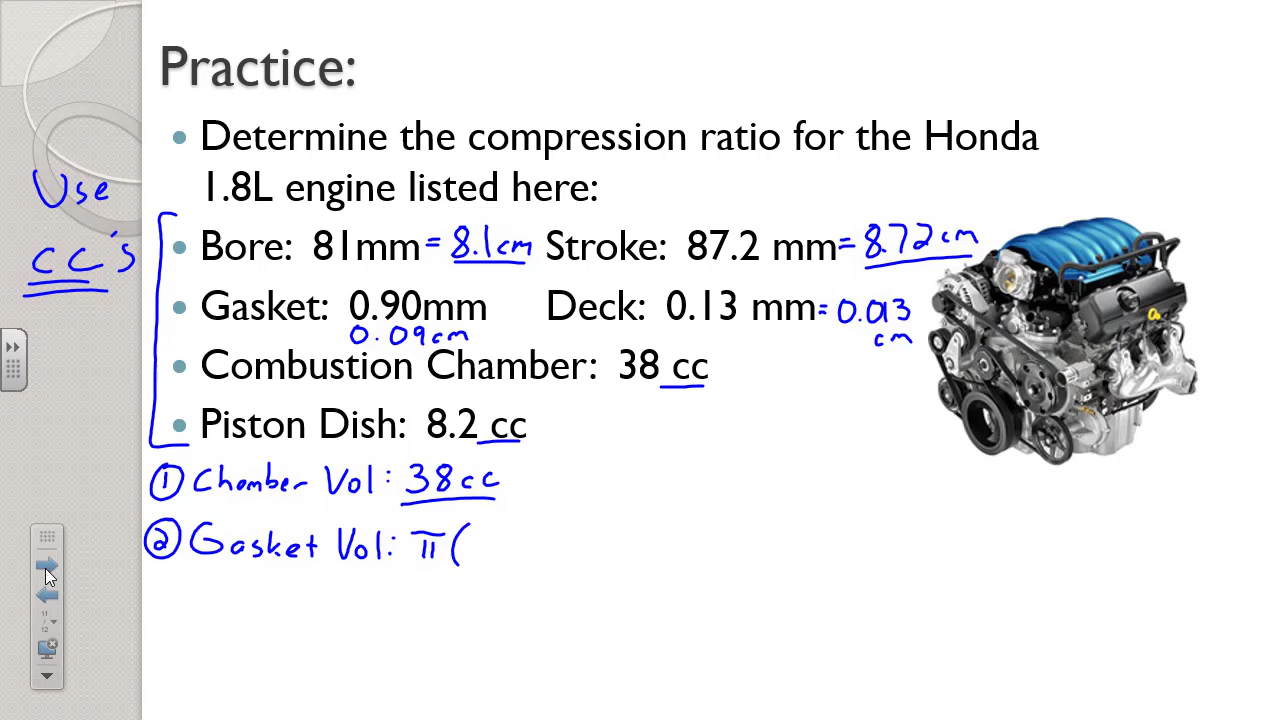 Practice:
Determine the compression ratio for the Honda
1.8L engine listed here:
Use
cc's
Bore: 81mm = 8.1cm Stroke: 87.2 mm = 8.72cm
Gasket: 0.90mm Deck: 0.13 mm = 0.013
0.09cm cm
Combustion Chamber: 38 cc
Piston Dish: 8.2 cc
① Chamber Vol: 38cc
② Gasket Vol: π(
11
/
12